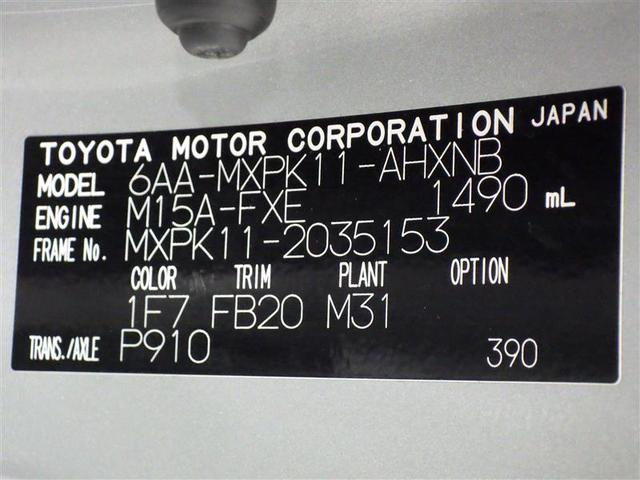 TOYOTA MOTOR CORPORATION JAPAN
MODEL 6AA-MXPK11-AHXNB
ENGINE M15A-FXE 1490 mL
FRAME No. MXPK11-2035153
COLOR TRIM PLANT OPTION
1F7 FB20 M31
TRANS./AXLE P910 390